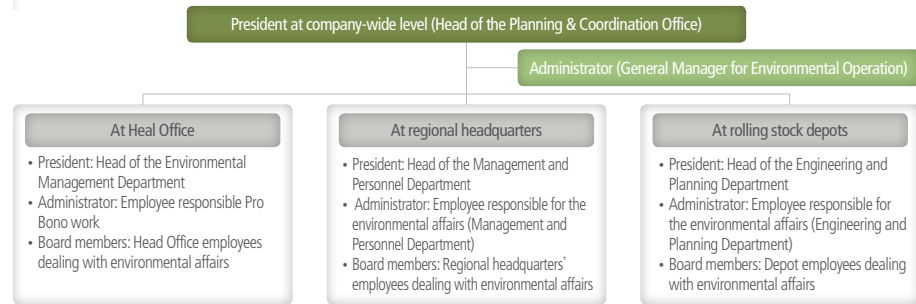 President at company-wide level (Head of the Planning & Coordination Office)
Administrator (General Manager for Environmental Operation)
At Heal Office
• President: Head of the Environmental
Management Department
• Administrator: Employee responsible Pro
Bono work
• Board members: Head Office employees
dealing with environmental affairs
At regional headquarters
• President: Head of the Management and
Personnel Department
• Administrator: Employee responsible for the
environmental affairs (Management and
Personnel Department)
• Board members: Regional headquarters’
employees dealing with environmental affairs
At rolling stock depots
• President: Head of the Engineering and
Planning Department
• Administrator: Employee responsible for
the environmental affairs (Engineering and
Planning Department)
• Board members: Depot employees dealing
with environmental affairs